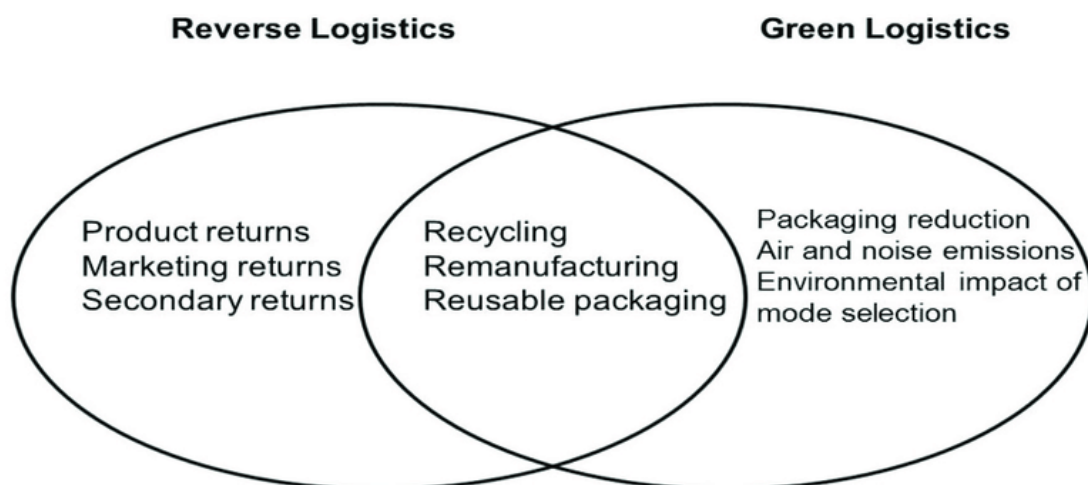 Reverse Logistics
Green Logistics
Product returns
Marketing returns
Secondary returns
Recycling
Remanufacturing
Reusable packaging
Packaging reduction
Air and noise emissions
Environmental impact of
mode selection